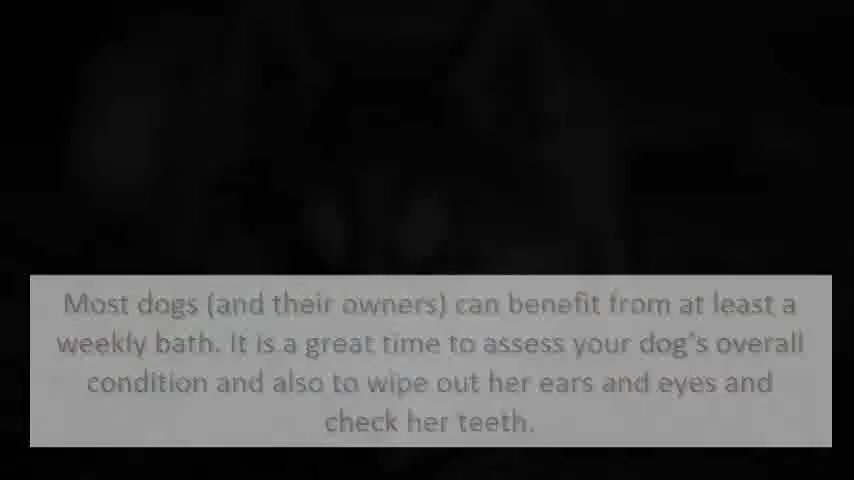 Most dogs (and their owners) can benefit from at least a
weekly bath. It is a great time to assess your dog's overall
condition and also to wipe out her ears and eyes and
check her teeth.